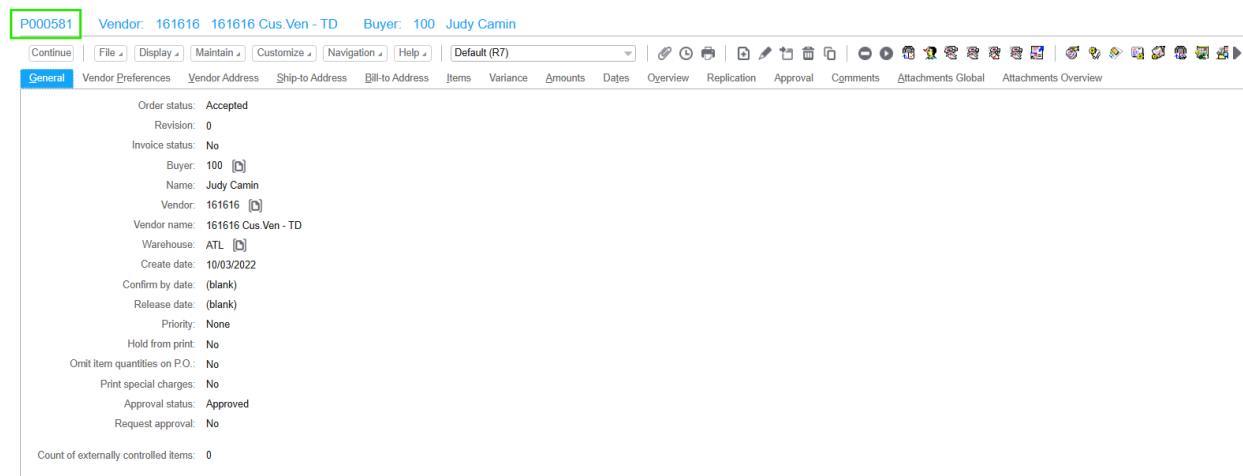 P000581 Vendor: 161616 161616 Cus.Ven - TD Buyer: 100 Judy Camin
Continue File Display Maintain Customize Navigation Help Default (R7)
General Vendor Preferences Vendor Address Ship-to Address Bill-to Address Items Variance Amounts Dates Overview Replication Approval Comments Attachments Global Attachments Overview
Order status: Accepted
Revision: 0
Invoice status: No
Buyer: 100
Name: Judy Camin
Vendor: 161616
Vendor name: 161616 Cus.Ven - TD
Warehouse: ATL
Create date: 10/03/2022
Confirm by date: (blank)
Release date: (blank)
Priority: None
Hold from print: No
Omit item quantities on P.O.: No
Print special charges: No
Approval status: Approved
Request approval: No
Count of externally controlled items: 0